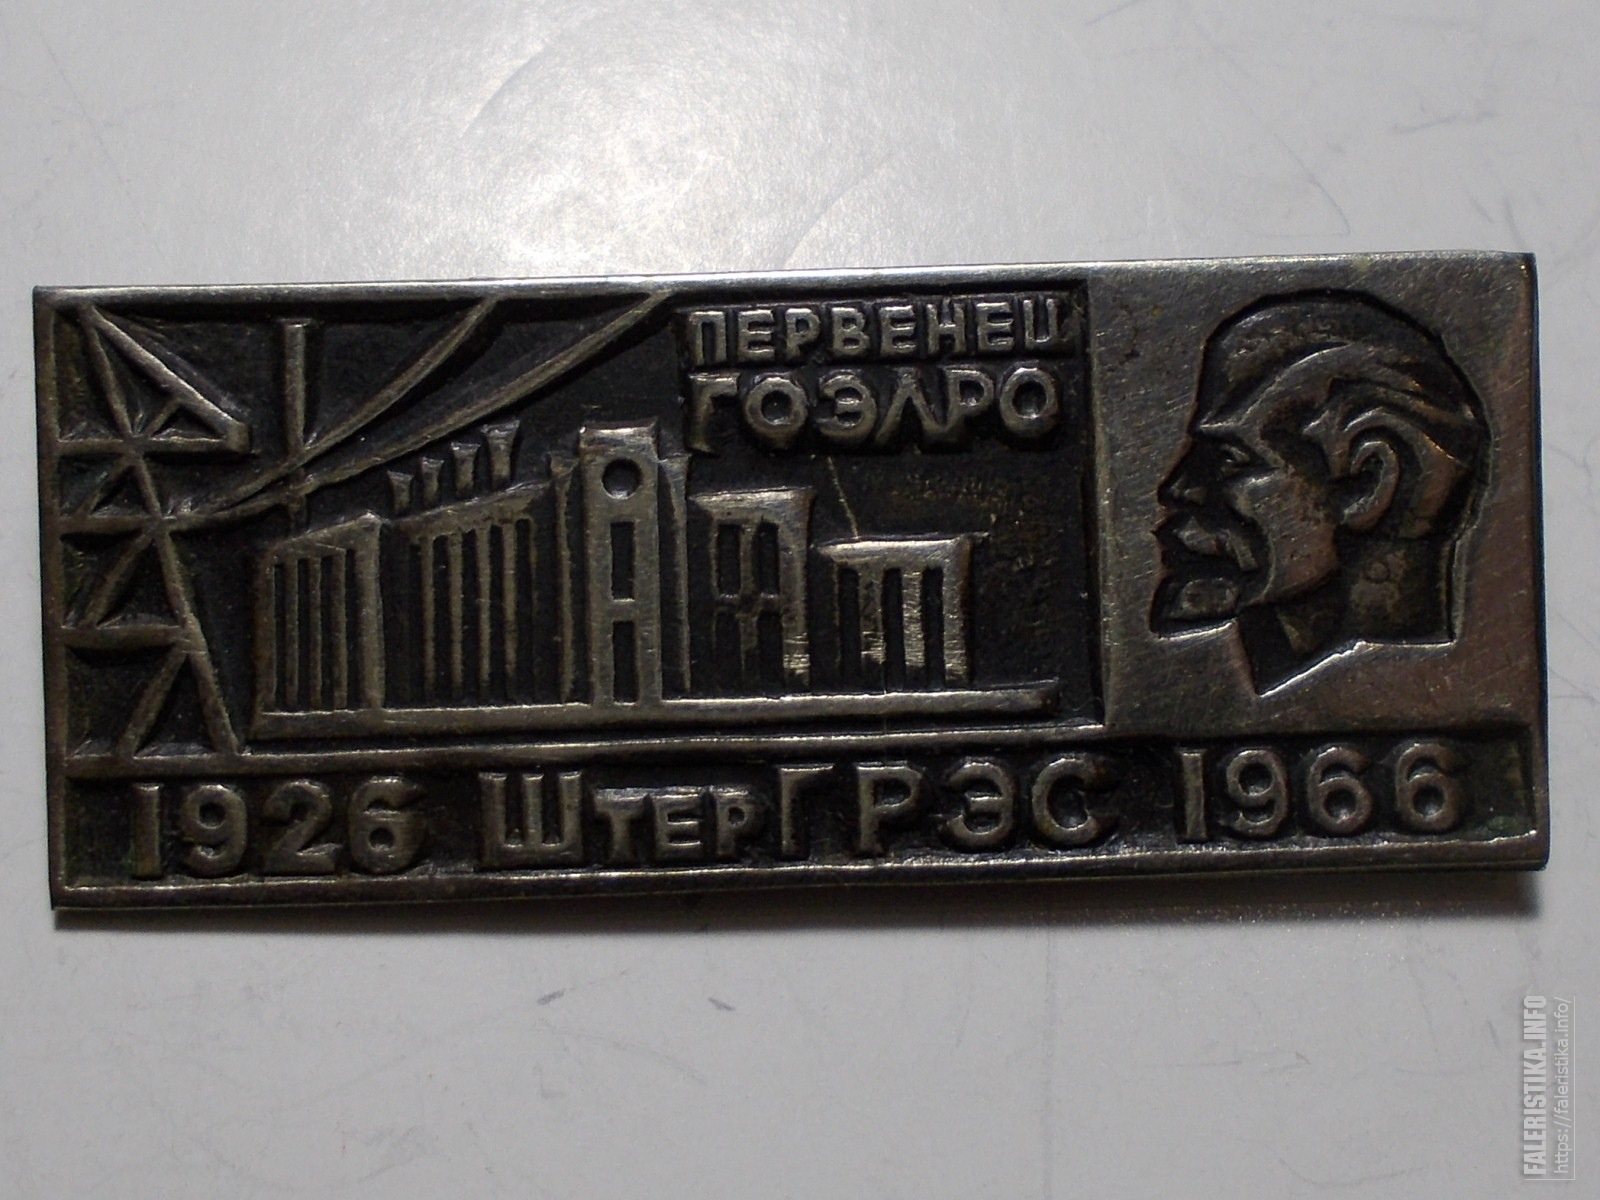 ПЕРВЕНЕЦ
ГОЭЛРО
1926 ШтерГРЭС 1966
FALERISTIKA.INFO
https://faleristika.info/